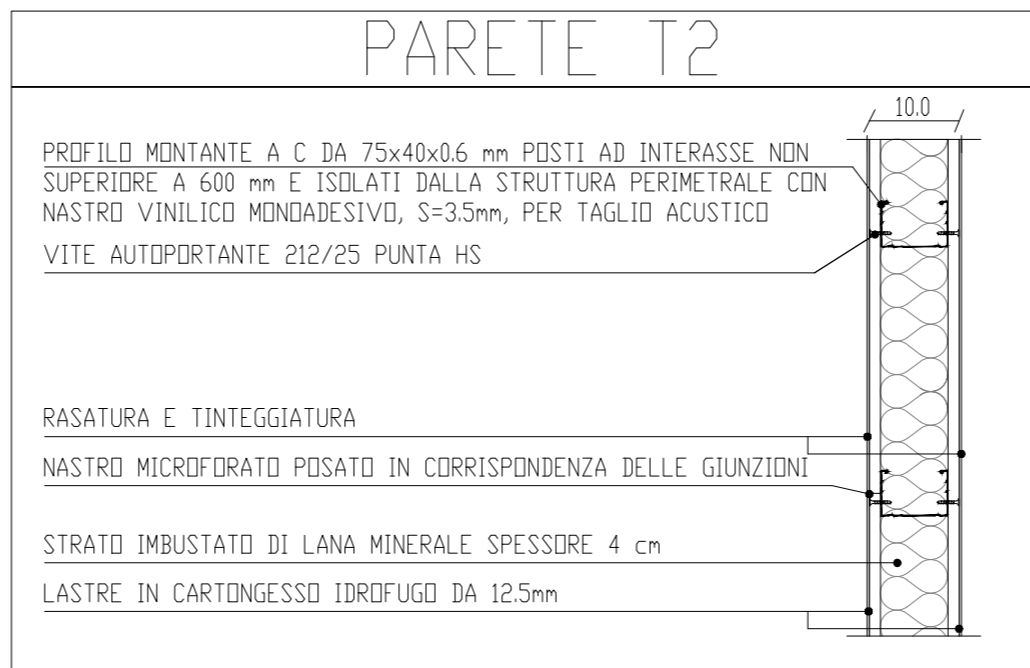 PARETE T2
10.0
PROFILO MONTANTE A C DA 75x40x0.6 mm POSTI AD INTERASSE NON
SUPERIORE A 600 mm E ISOLATI DALLA STRUTTURA PERIMETRALE CON
NASTRO VINILICO MONOADESIVO, S=3.5mm, PER TAGLIO ACUSTICO
VITE AUTOPORTANTE 212/25 PUNTA HS
RASATURA E TINTEGGIATURA
NASTRO MICROFORATO POSATO IN CORRISPONDENZA DELLE GIUNZIONI
STRATO IMBUSTATO DI LANA MINERALE SPESSORE 4 cm
LASTRE IN CARTONGESSO IDROFUGO DA 12.5mm